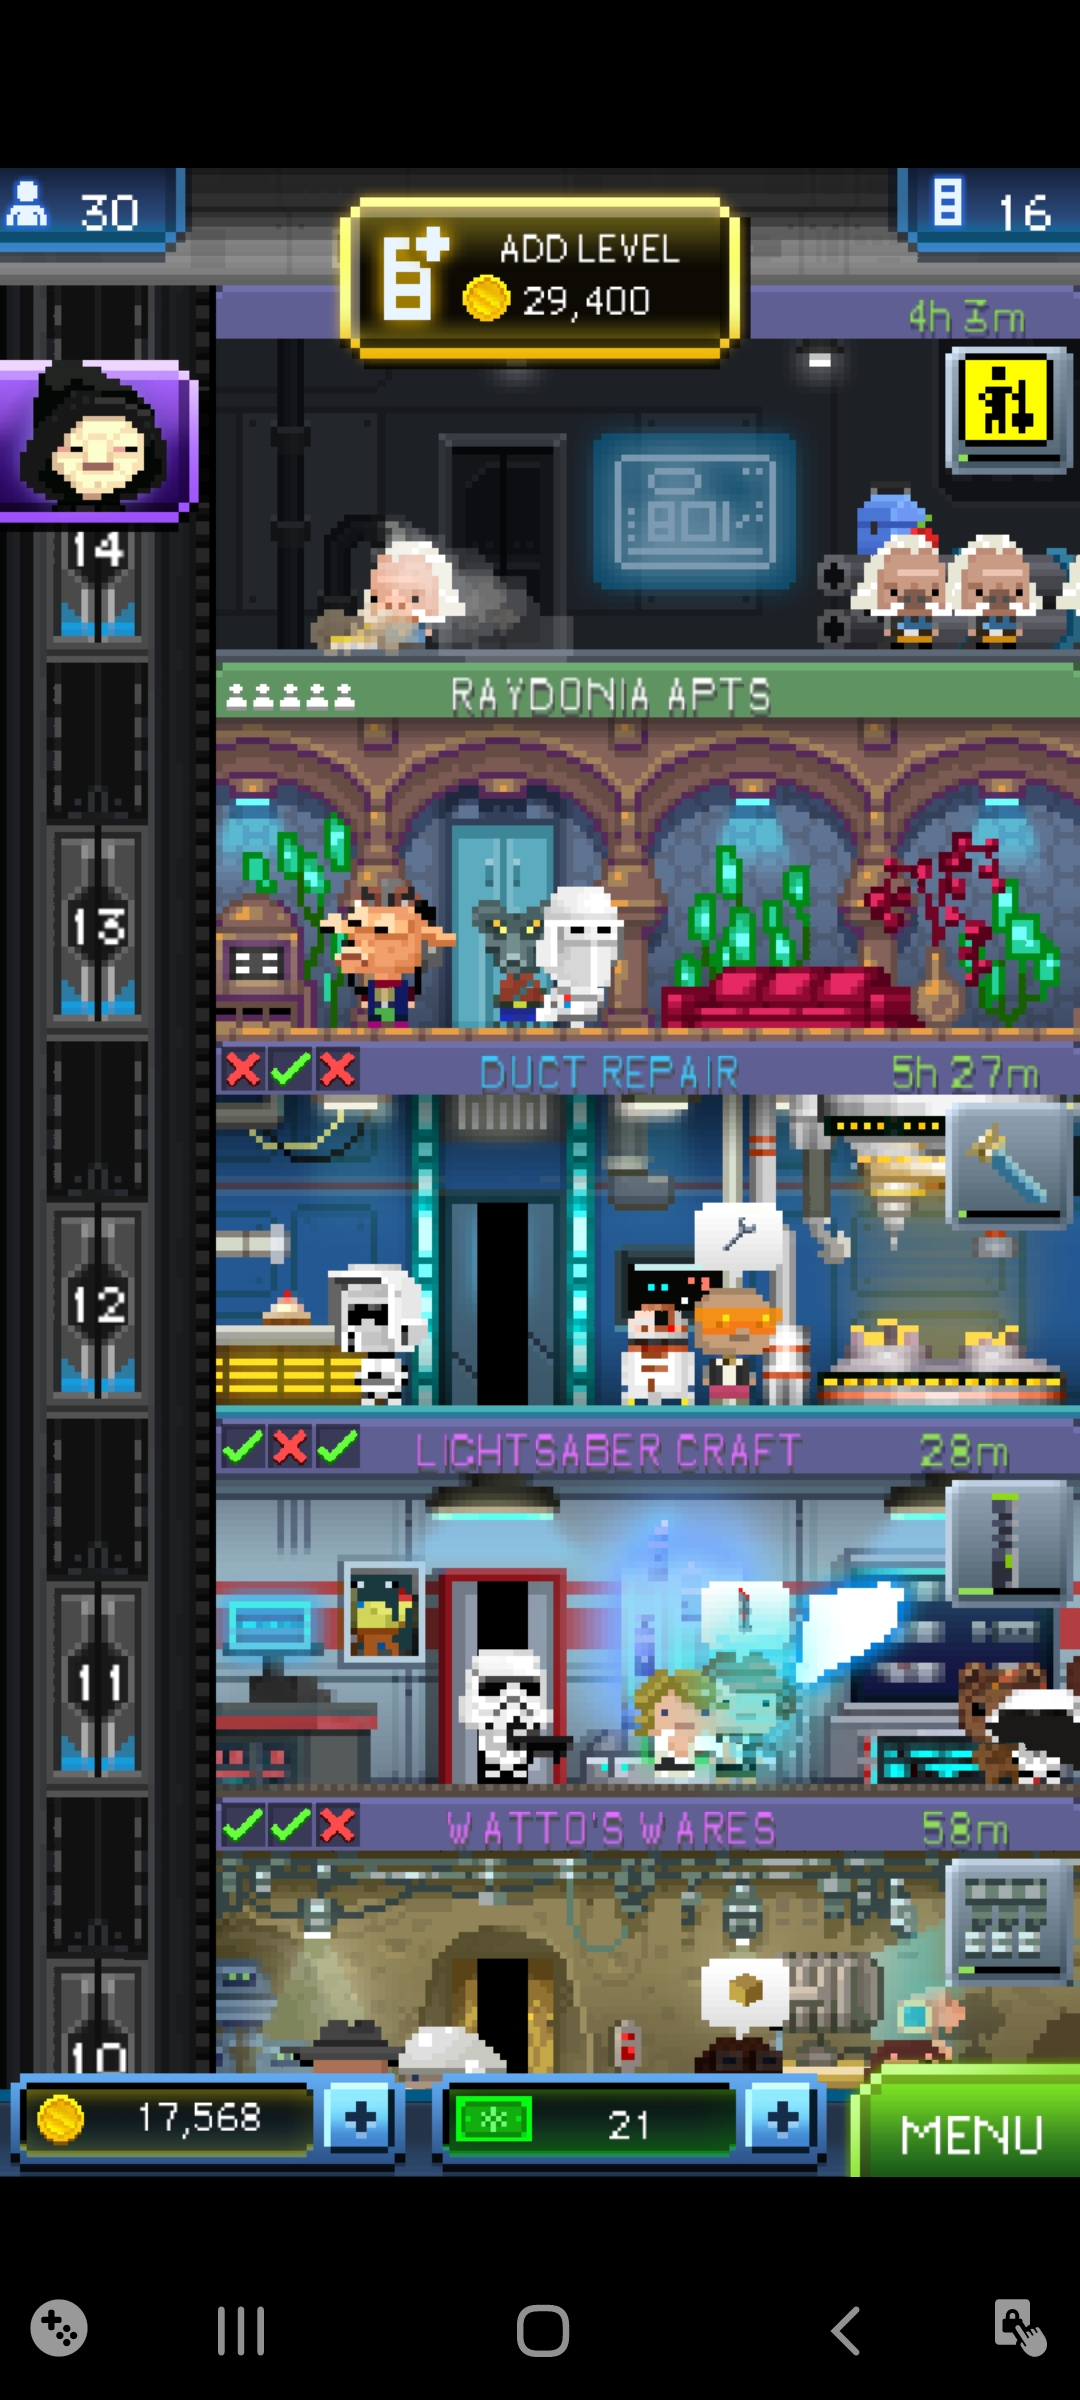 30
ADD LEVEL
29,400
16
4h 3m
14
RAYDONIA APTS
13
DUCT REPAIR
5h 27m
12
LIGHTSABER CRAFT
28m
11
WATTO'S WARES
58m
10
17,568
21
MENU